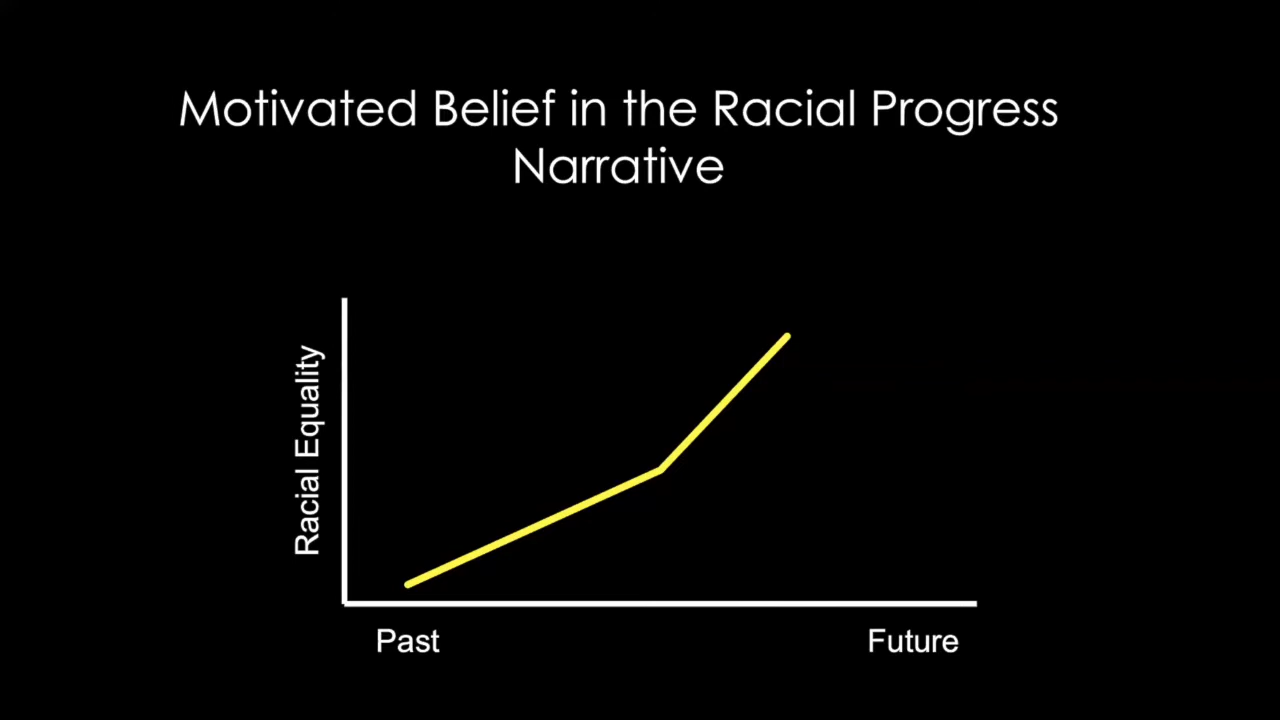 Motivated Belief in the Racial Progress
Narrative
Racial Equality
Past
Future